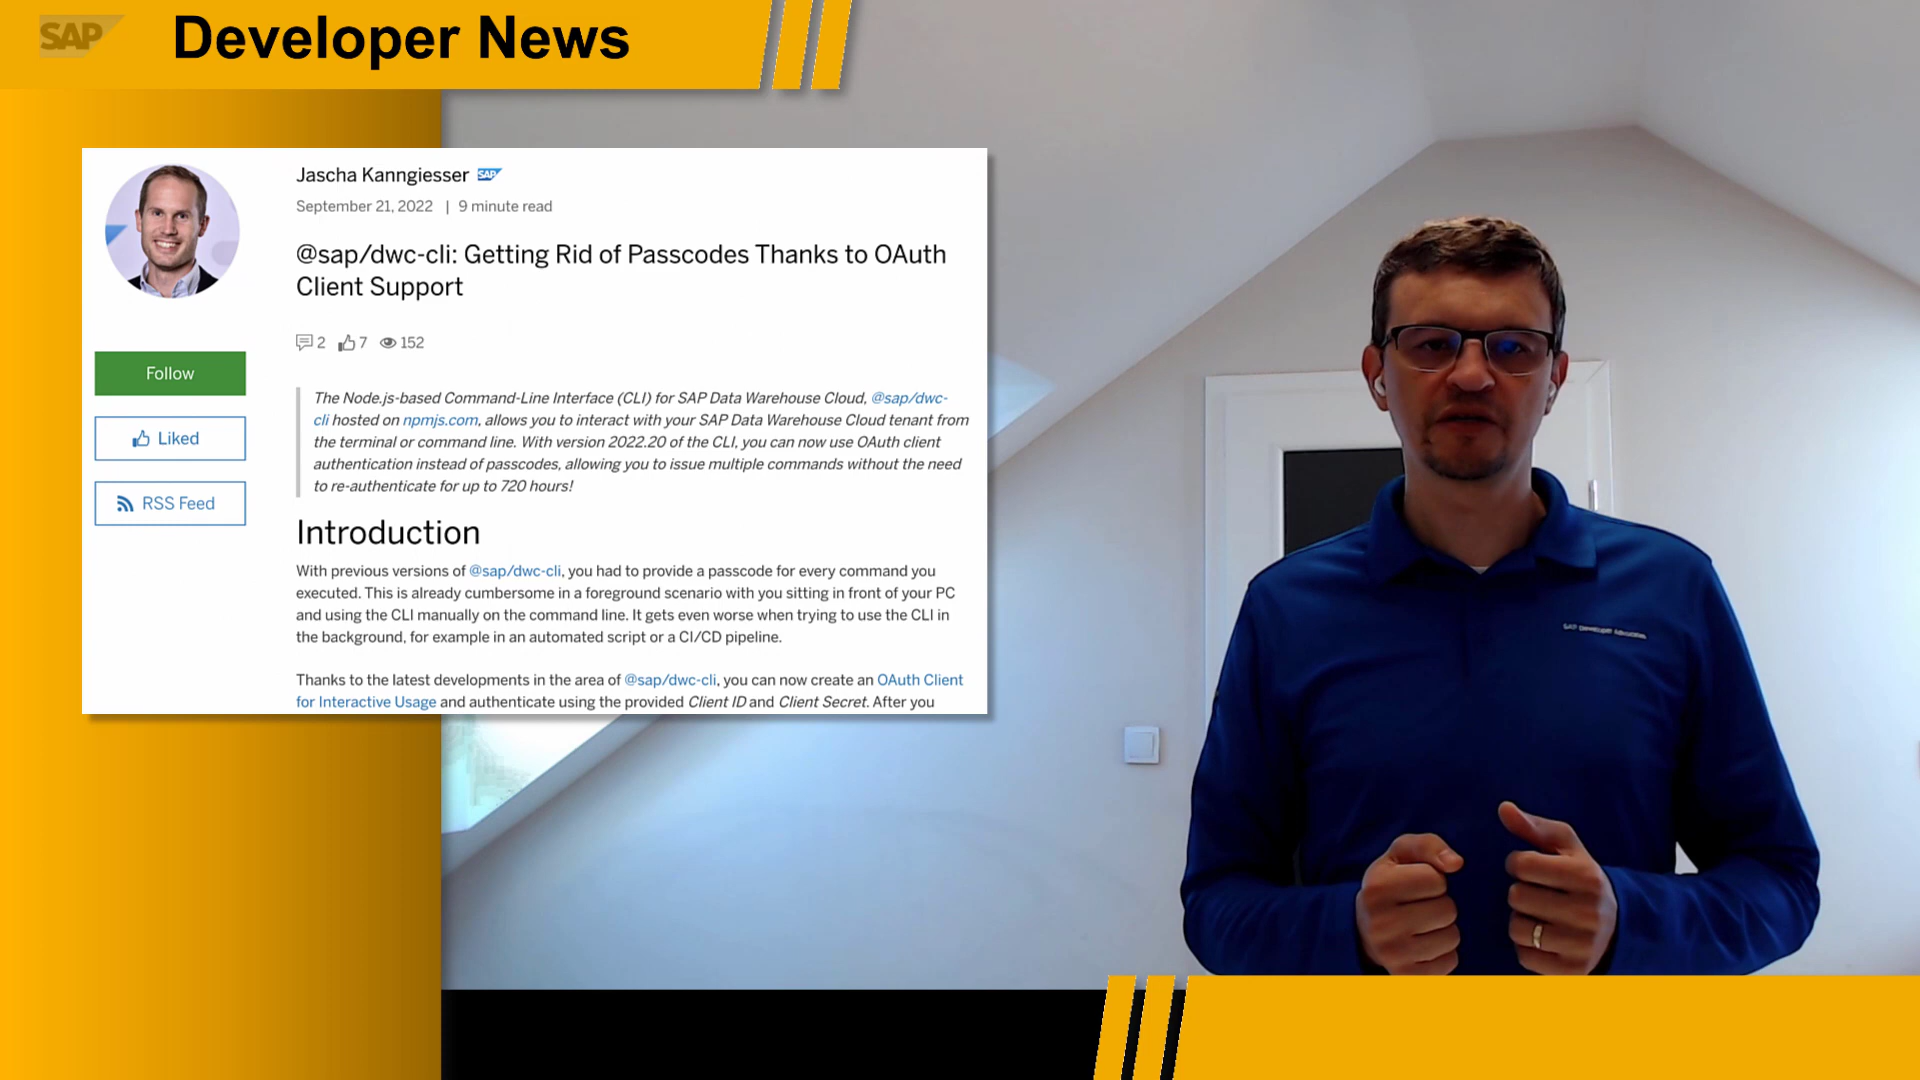 SAP Developer News
Jascha Kanngiesser SAP
September 21, 2022 | 9 minute read
@sap/dwc-cli: Getting Rid of Passcodes Thanks to OAuth
Client Support
2 7 152
Follow
Liked
RSS Feed
The Node.js-based Command-Line Interface (CLI) for SAP Data Warehouse Cloud, @sap/dwc-
cli hosted on npmjs.com, allows you to interact with your SAP Data Warehouse Cloud tenant from
the terminal or command line. With version 2022.20 of the CLI, you can now use OAuth client
authentication instead of passcodes, allowing you to issue multiple commands without the need
to re-authenticate for up to 720 hours!
Introduction
With previous versions of @sap/dwc-cli, you had to provide a passcode for every command you
executed. This is already cumbersome in a foreground scenario with you sitting in front of your PC
and using the CLI manually on the command line. It gets even worse when trying to use the CLI in
the background, for example in an automated script or a CI/CD pipeline.
Thanks to the latest developments in the area of @sap/dwc-cli, you can now create an OAuth Client
for Interactive Usage and authenticate using the provided Client ID and Client Secret. After you
SAP Developer Advocates